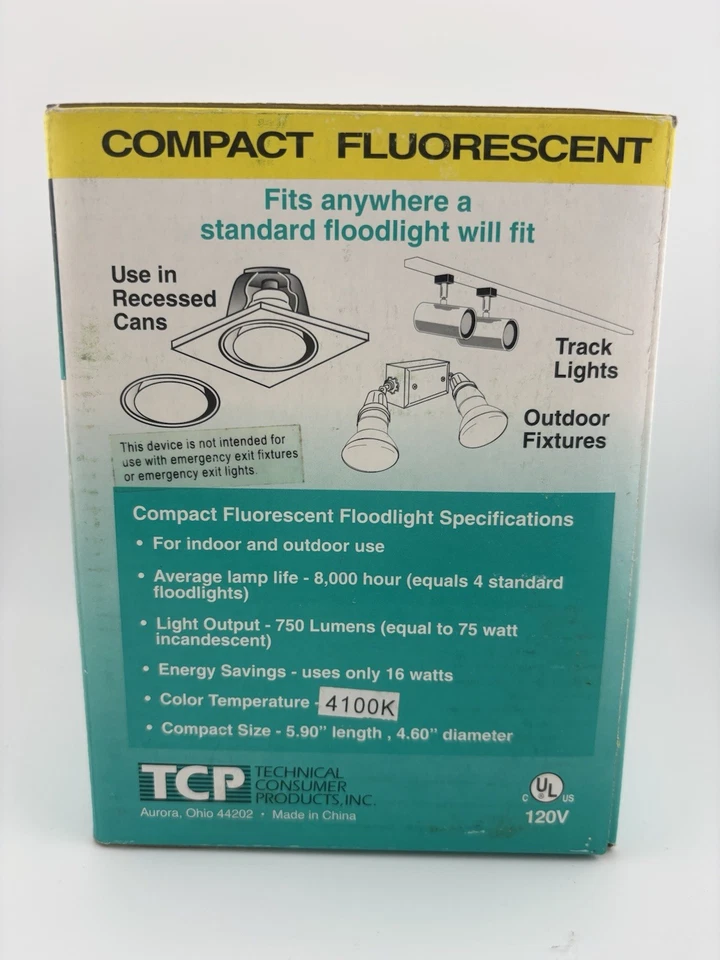 COMPACT FLUORESCENT
Fits anywhere a
standard floodlight will fit
Use in
Recessed
Cans
Track
Lights
Outdoor
Fixtures
This device is not intended for
use with emergency exit fixtures
or emergency exit lights.
Compact Fluorescent Floodlight Specifications
• For indoor and outdoor use
• Average lamp life - 8,000 hour (equals 4 standard
floodlights)
• Light Output - 750 Lumens (equal to 75 watt
incandescent)
• Energy Savings - uses only 16 watts
• Color Temperature - 4100K
• Compact Size - 5.90” length , 4.60” diameter
TCP TECHNICAL
CONSUMER
PRODUCTS, INC.
Aurora, Ohio 44202 • Made in China
C UL ® US
120V